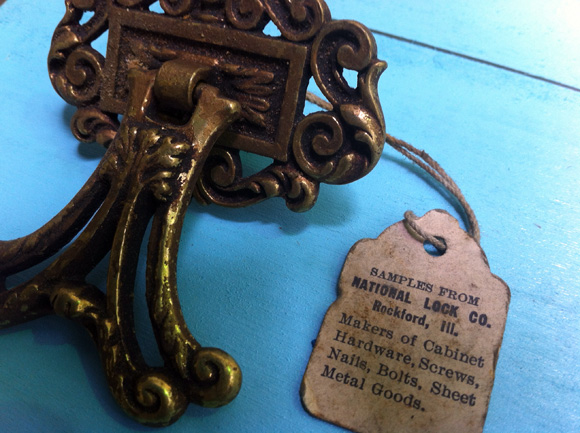 SAMPLES FROM
NATIONAL LOCK CO.
Rockford, Ill.
Makers of Cabinet
Hardware, Screws,
Nails, Bolts, Sheet
Metal Goods.